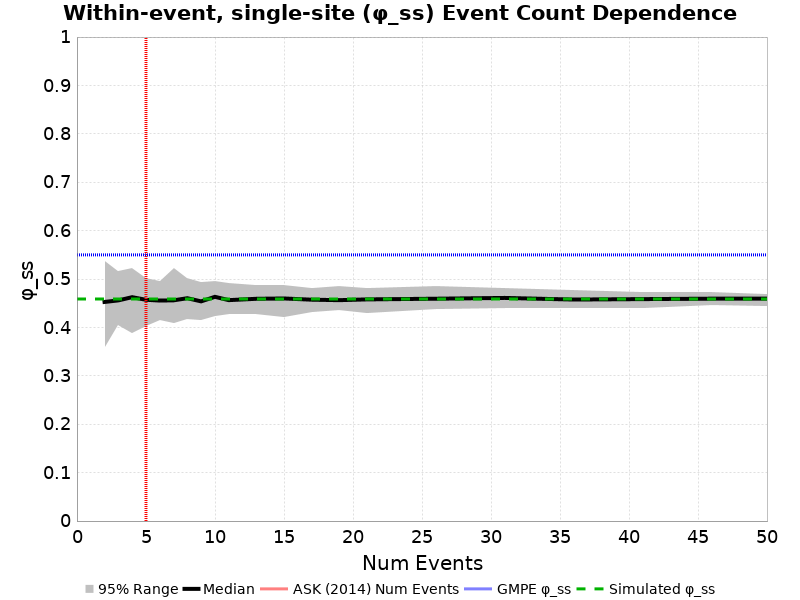 Within-event, single-site (φ_ss) Event Count Dependence
1
0.9
0.8
0.7
0.6
0.5
0.4
0.3
0.2
0.1
0
φ_ss
0 5 10 15 20 25 30 35 40 45 50
Num Events
95% Range Median ASK (2014) Num Events GMPE φ_ss Simulated φ_ss